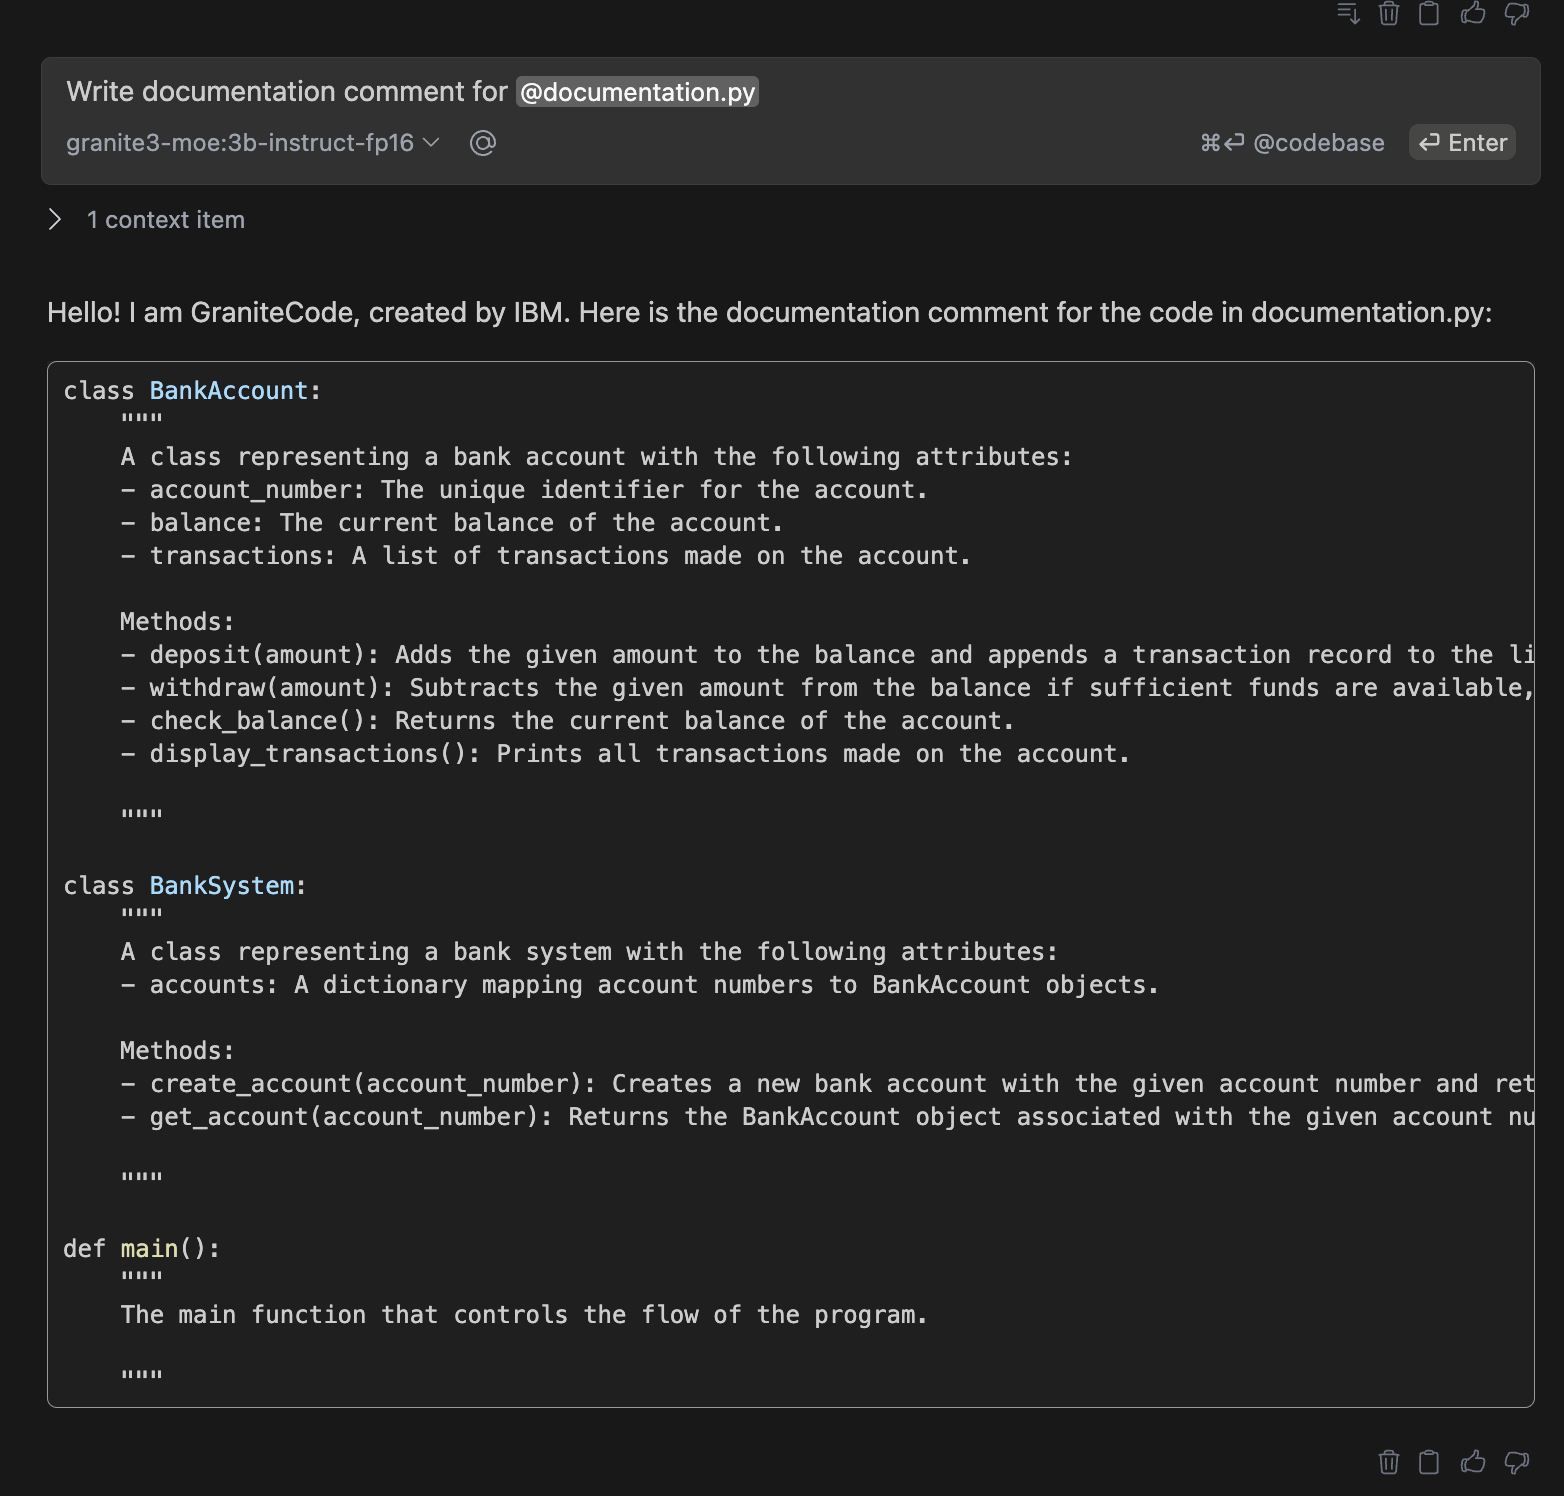 Write documentation comment for @documentation.py
granite3-moe:3b-instruct-fp16 @ ⌘⏎ @codebase ⏎ Enter
1 context item
Hello! I am GraniteCode, created by IBM. Here is the documentation comment for the code in documentation.py:
class BankAccount:
"""
A class representing a bank account with the following attributes:
- account_number: The unique identifier for the account.
- balance: The current balance of the account.
- transactions: A list of transactions made on the account.
Methods:
- deposit(amount): Adds the given amount to the balance and appends a transaction record to the li
- withdraw(amount): Subtracts the given amount from the balance if sufficient funds are available,
- check_balance(): Returns the current balance of the account.
- display_transactions(): Prints all transactions made on the account.
"""
class BankSystem:
"""
A class representing a bank system with the following attributes:
- accounts: A dictionary mapping account numbers to BankAccount objects.
Methods:
- create_account(account_number): Creates a new bank account with the given account number and ret
- get_account(account_number): Returns the BankAccount object associated with the given account nu
"""
def main():
"""
The main function that controls the flow of the program.
"""